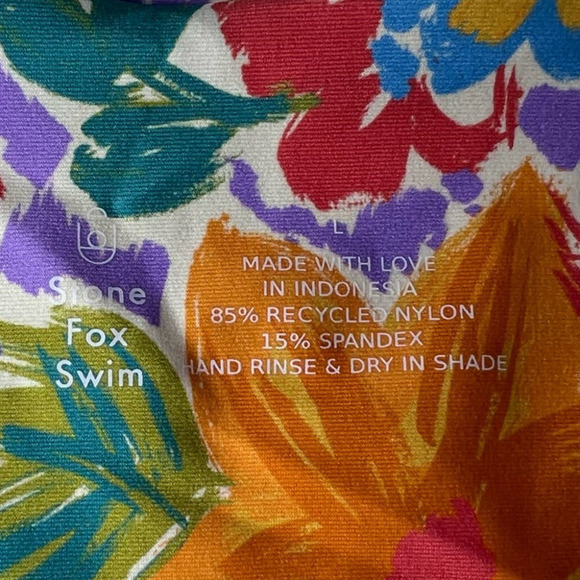 Stone
Fox
Swim
L
MADE WITH LOVE
IN INDONESIA
85% RECYCLED NYLON
15% SPANDEX
HAND RINSE & DRY IN SHADE